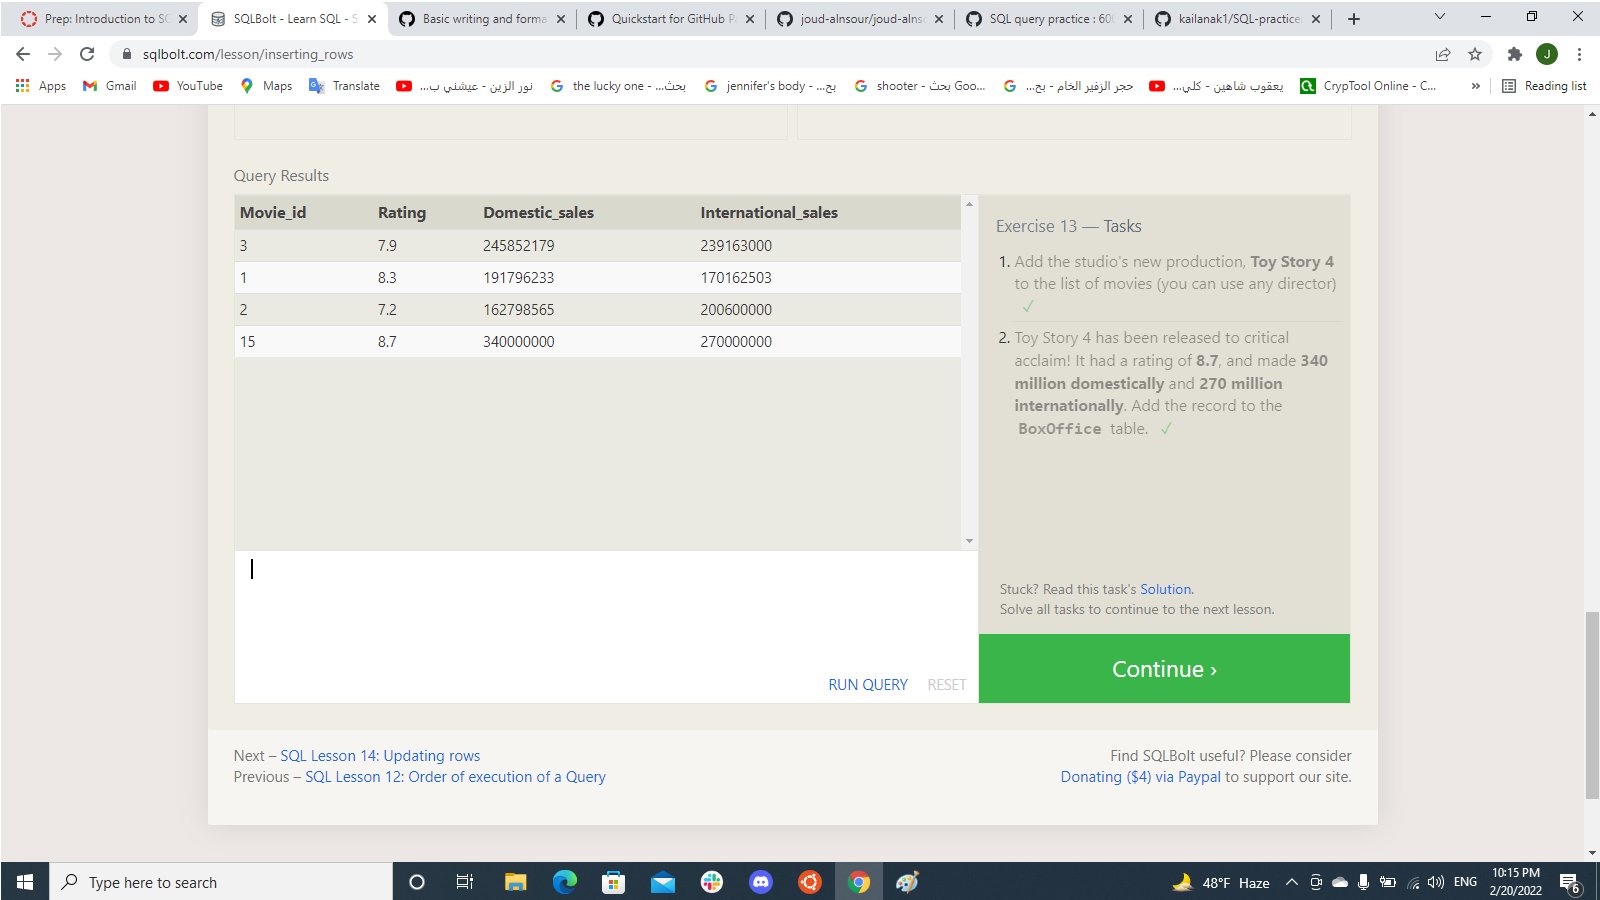 Prep: Introduction to SQ
SQLBolt - Learn SQL - S
Basic writing and forma
Quickstart for GitHub P
joud-alnsour/joud-alns
SQL query practice : 600
kailanak1/SQL-practice
sqlbolt.com/lesson/inserting_rows
J
Apps
Gmail
YouTube
Maps
Translate
نور الزين - عيشني ب...
the lucky one - بحث...
jennifer's body - بح...
shooter - بحث Goo...
حجر الزفير الخام - بح...
يعقوب شاهين - كلي...
CrypTool Online - C...
»
Reading list
Query Results
Movie_id Rating Domestic_sales International_sales
3 7.9 245852179 239163000
1 8.3 191796233 170162503
2 7.2 162798565 200600000
15 8.7 340000000 270000000
Exercise 13 — Tasks
1. Add the studio's new production, Toy Story 4
to the list of movies (you can use any director)
✓
2. Toy Story 4 has been released to critical
acclaim! It had a rating of 8.7, and made 340
million domestically and 270 million
internationally. Add the record to the
BoxOffice table. ✓
Stuck? Read this task's Solution.
Solve all tasks to continue to the next lesson.
RUN QUERY RESET
Continue ›
Next – SQL Lesson 14: Updating rows
Previous – SQL Lesson 12: Order of execution of a Query
Find SQLBolt useful? Please consider
Donating ($4) via Paypal to support our site.
Type here to search
48°F Haze
ENG
10:15 PM
2/20/2022
6